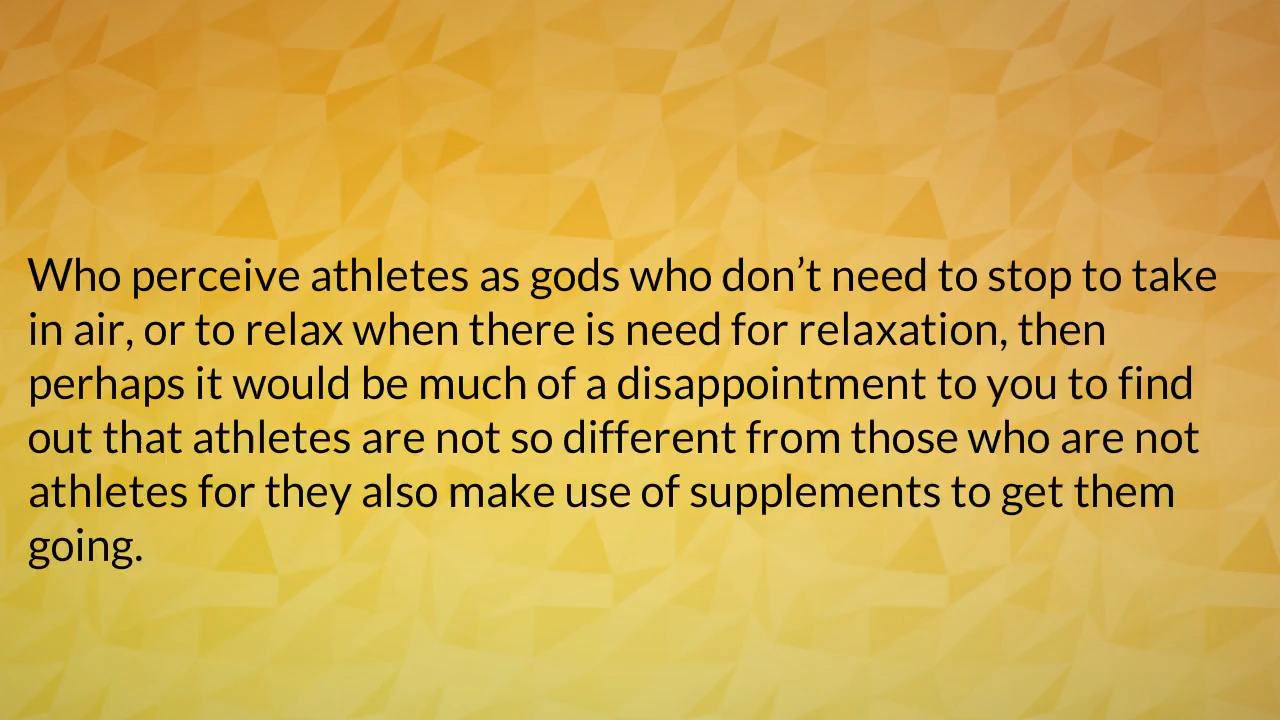 Who perceive athletes as gods who don’t need to stop to take
in air, or to relax when there is need for relaxation, then
perhaps it would be much of a disappointment to you to find
out that athletes are not so different from those who are not
athletes for they also make use of supplements to get them
going.